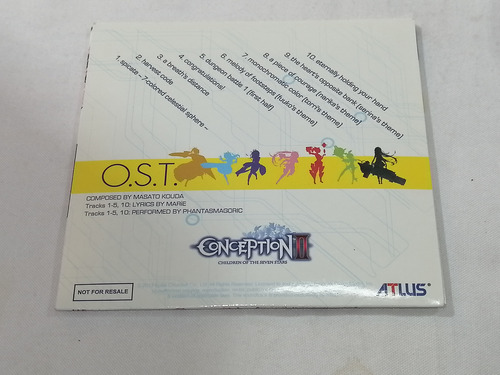 1. spicata ~ 7-colored celestial sphere ~
2. harvest code
3. a breath's distance
4. congratulations!
5. dungeon battle 1 (first half)
6. melody of footsteps (fuuko's theme)
7. monochromatic color (torri's theme)
8. a piece of courage (narika's theme)
9. the heart's opposite bank (serina's theme)
10. eternally holding your hand
O.S.T.
COMPOSED BY MASATO KOUDA
Tracks 1-5, 10: LYRICS BY MARIE
Tracks 1-5, 10: PERFORMED BY PHANTASMAGORIC
CONCEPTION II
CHILDREN OF THE SEVEN STARS
NOT FOR RESALE
ATLUS